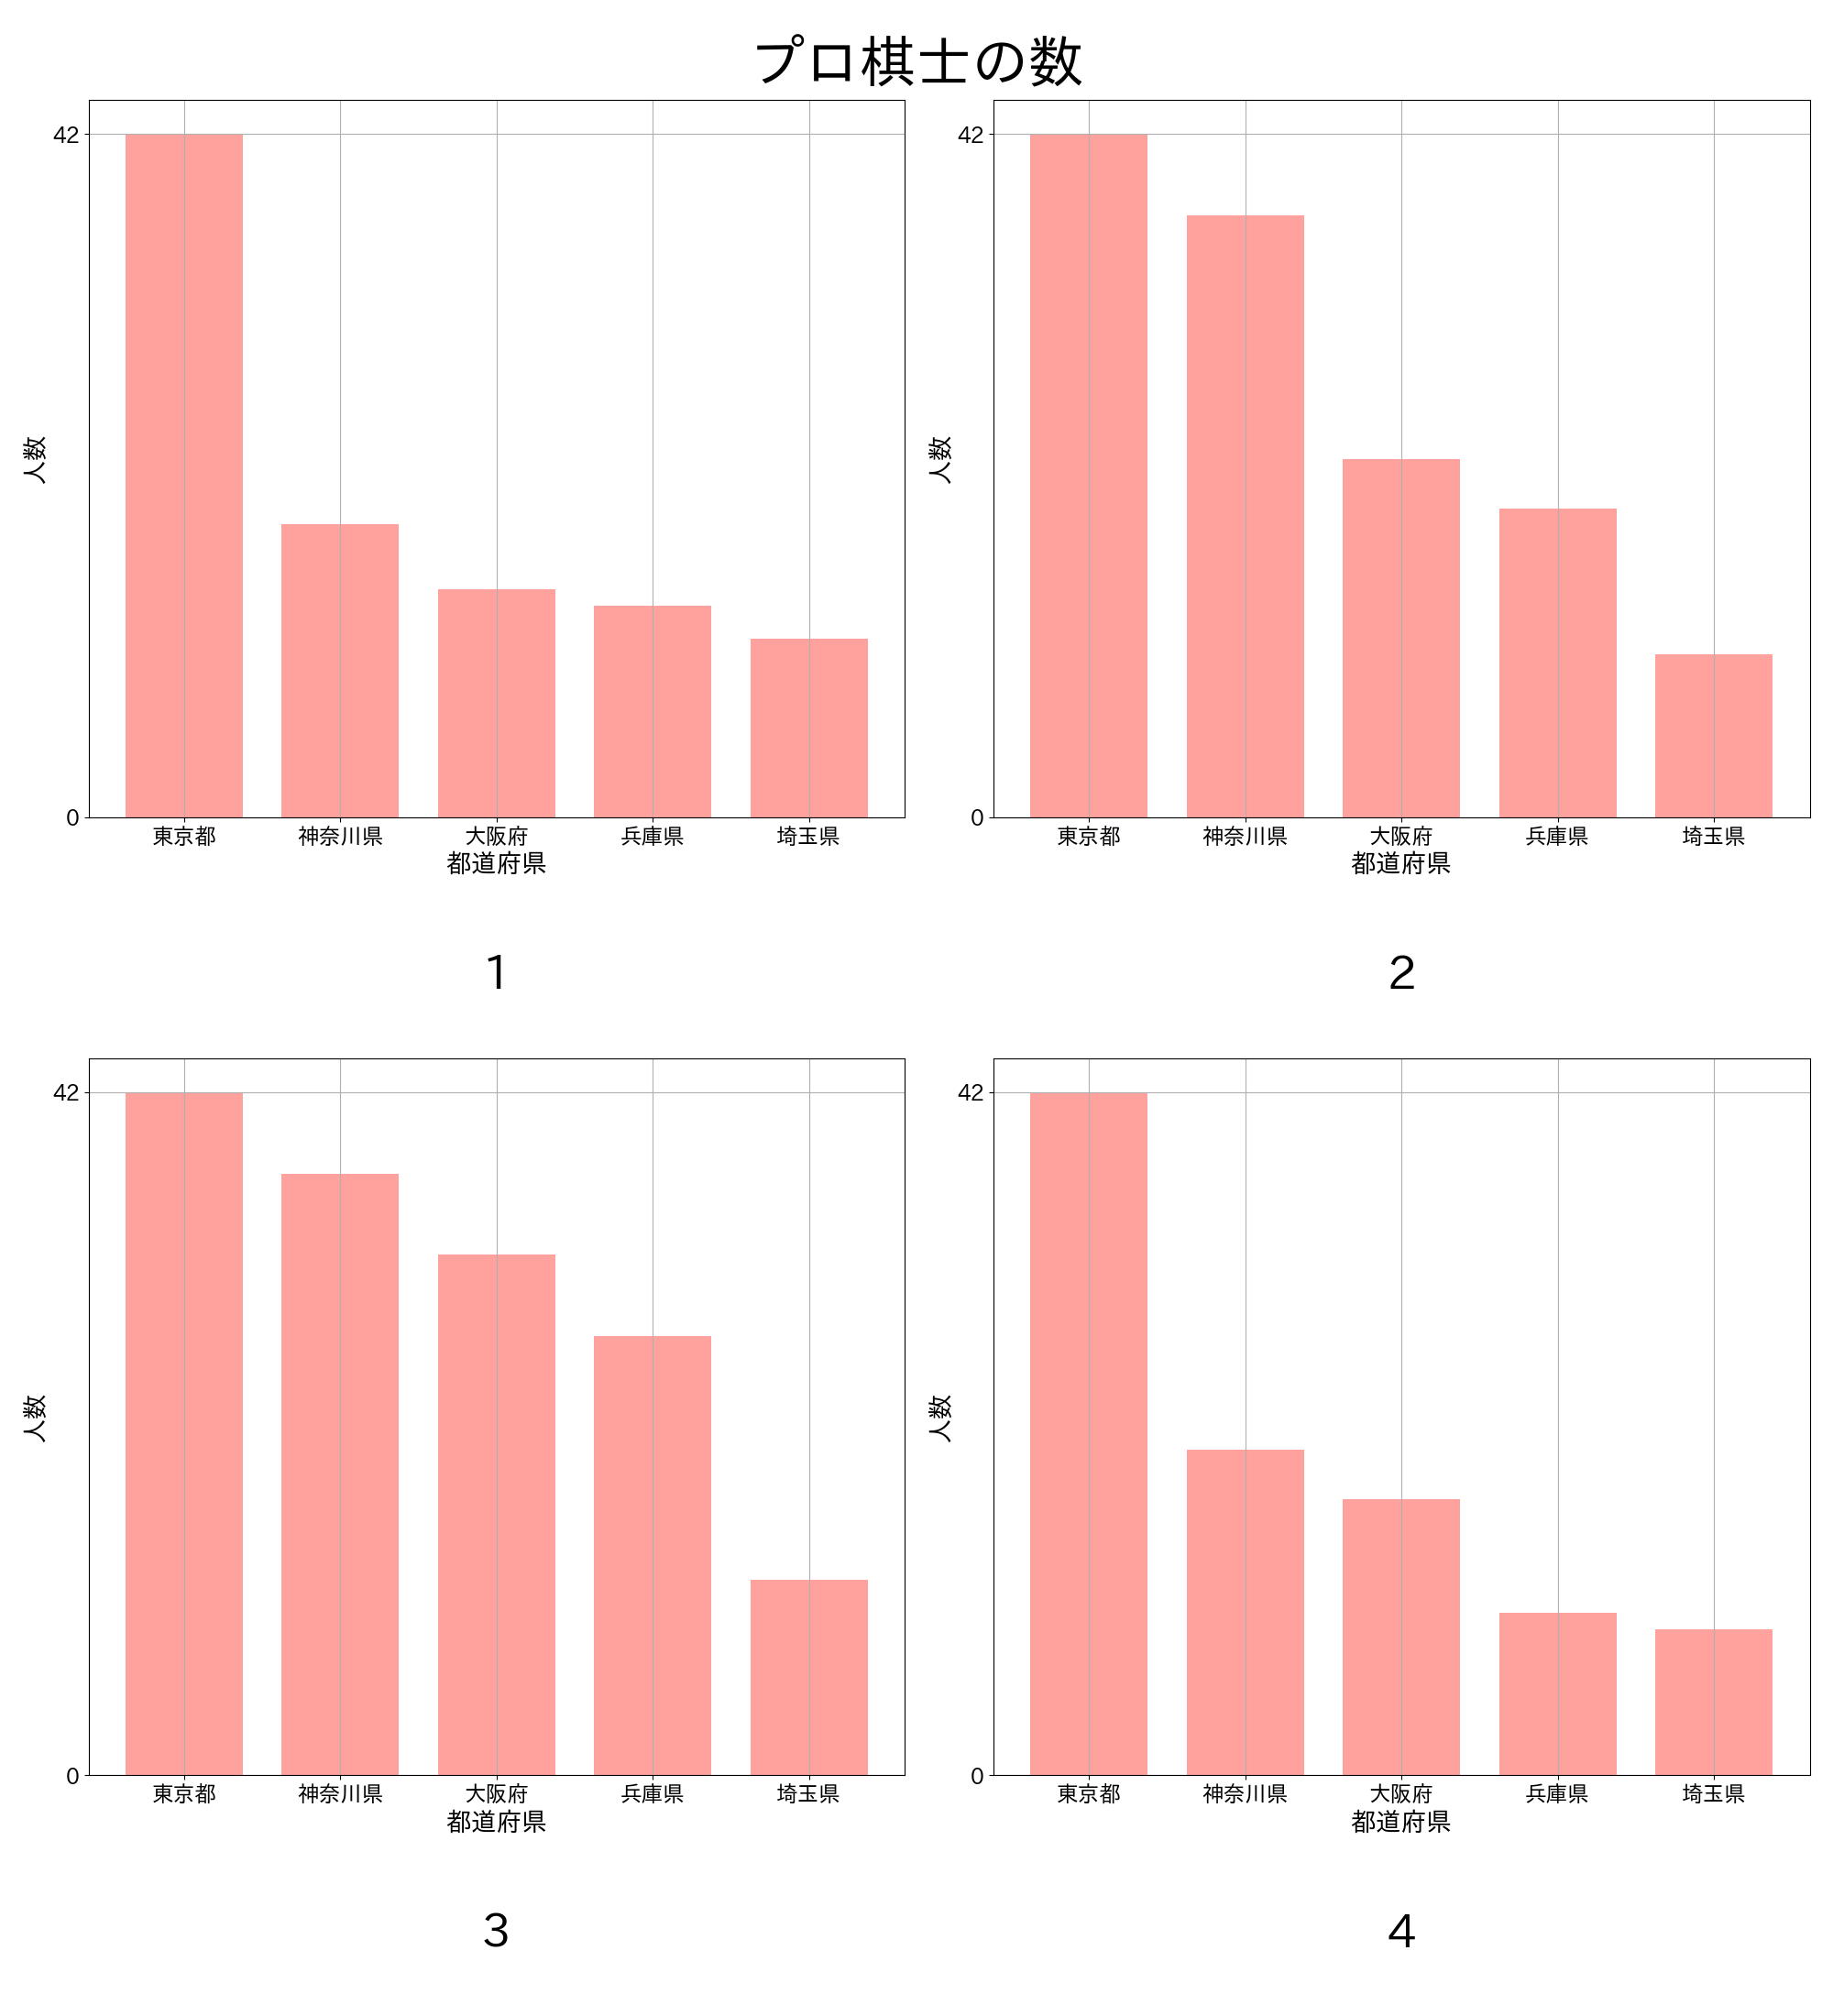 プロ棋士の数
42
人数
0
東京都 神奈川県 大阪府 兵庫県 埼玉県
都道府県
1
42
人数
0
東京都 神奈川県 大阪府 兵庫県 埼玉県
都道府県
2
42
人数
0
東京都 神奈川県 大阪府 兵庫県 埼玉県
都道府県
3
42
人数
0
東京都 神奈川県 大阪府 兵庫県 埼玉県
都道府県
4